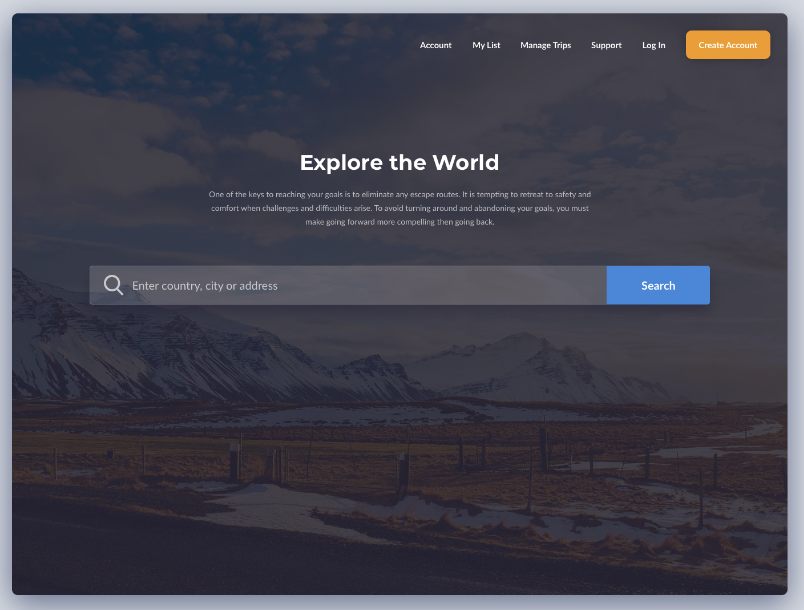 Account My List Manage Trips Support Log In Create Account
Explore the World
One of the keys to reaching your goals is to eliminate any escape routes. It is tempting to retreat to safety and
comfort when challenges and difficulties arise. To avoid turning around and abandoning your goals, you must
make going forward more compelling then going back.
Enter country, city or address Search